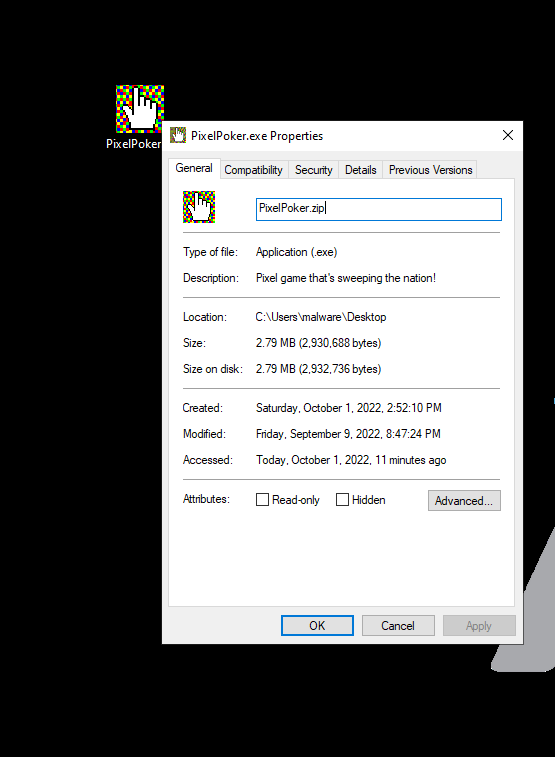 PixelPoker
PixelPoker.exe Properties
General Compatibility Security Details Previous Versions
PixelPoker.zip
Type of file: Application (.exe)
Description: Pixel game that's sweeping the nation!
Location: C:\Users\malware\Desktop
Size: 2.79 MB (2,930,688 bytes)
Size on disk: 2.79 MB (2,932,736 bytes)
Created: Saturday, October 1, 2022, 2:52:10 PM
Modified: Friday, September 9, 2022, 8:47:24 PM
Accessed: Today, October 1, 2022, 11 minutes ago
Attributes: Read-only Hidden Advanced...
OK Cancel Apply